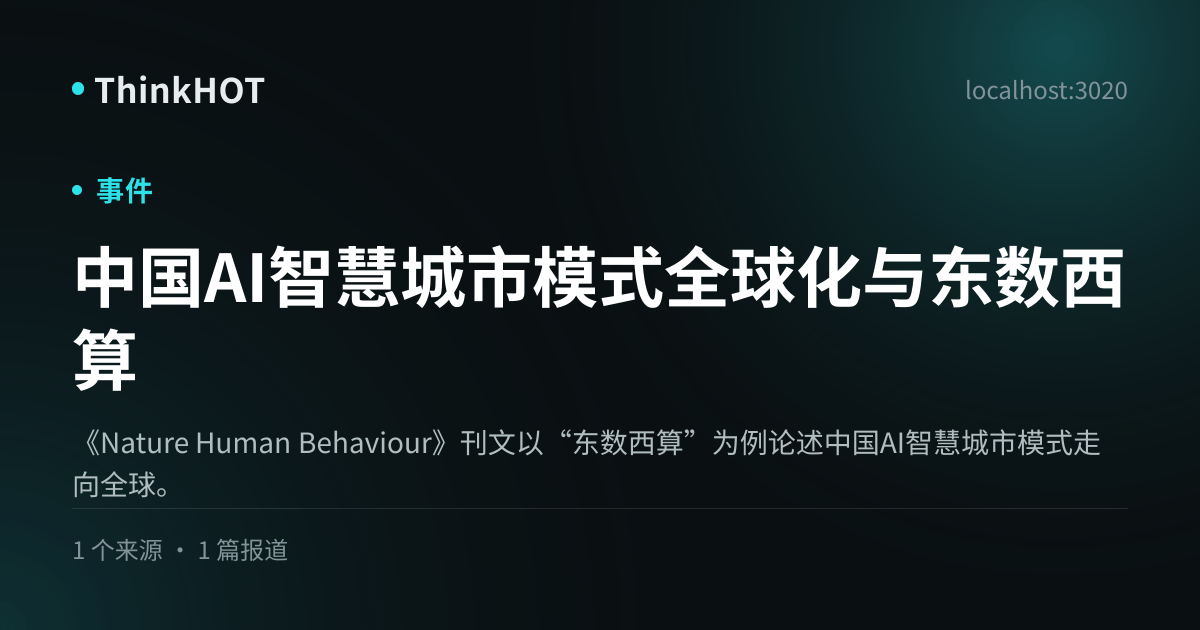 ThinkHOT
localhost:3020
事件
中国AI智慧城市模式全球化与东数西
算
《Nature Human Behaviour》刊文以“东数西算”为例论述中国AI智慧城市模式走
向全球。
1 个来源 · 1 篇报道